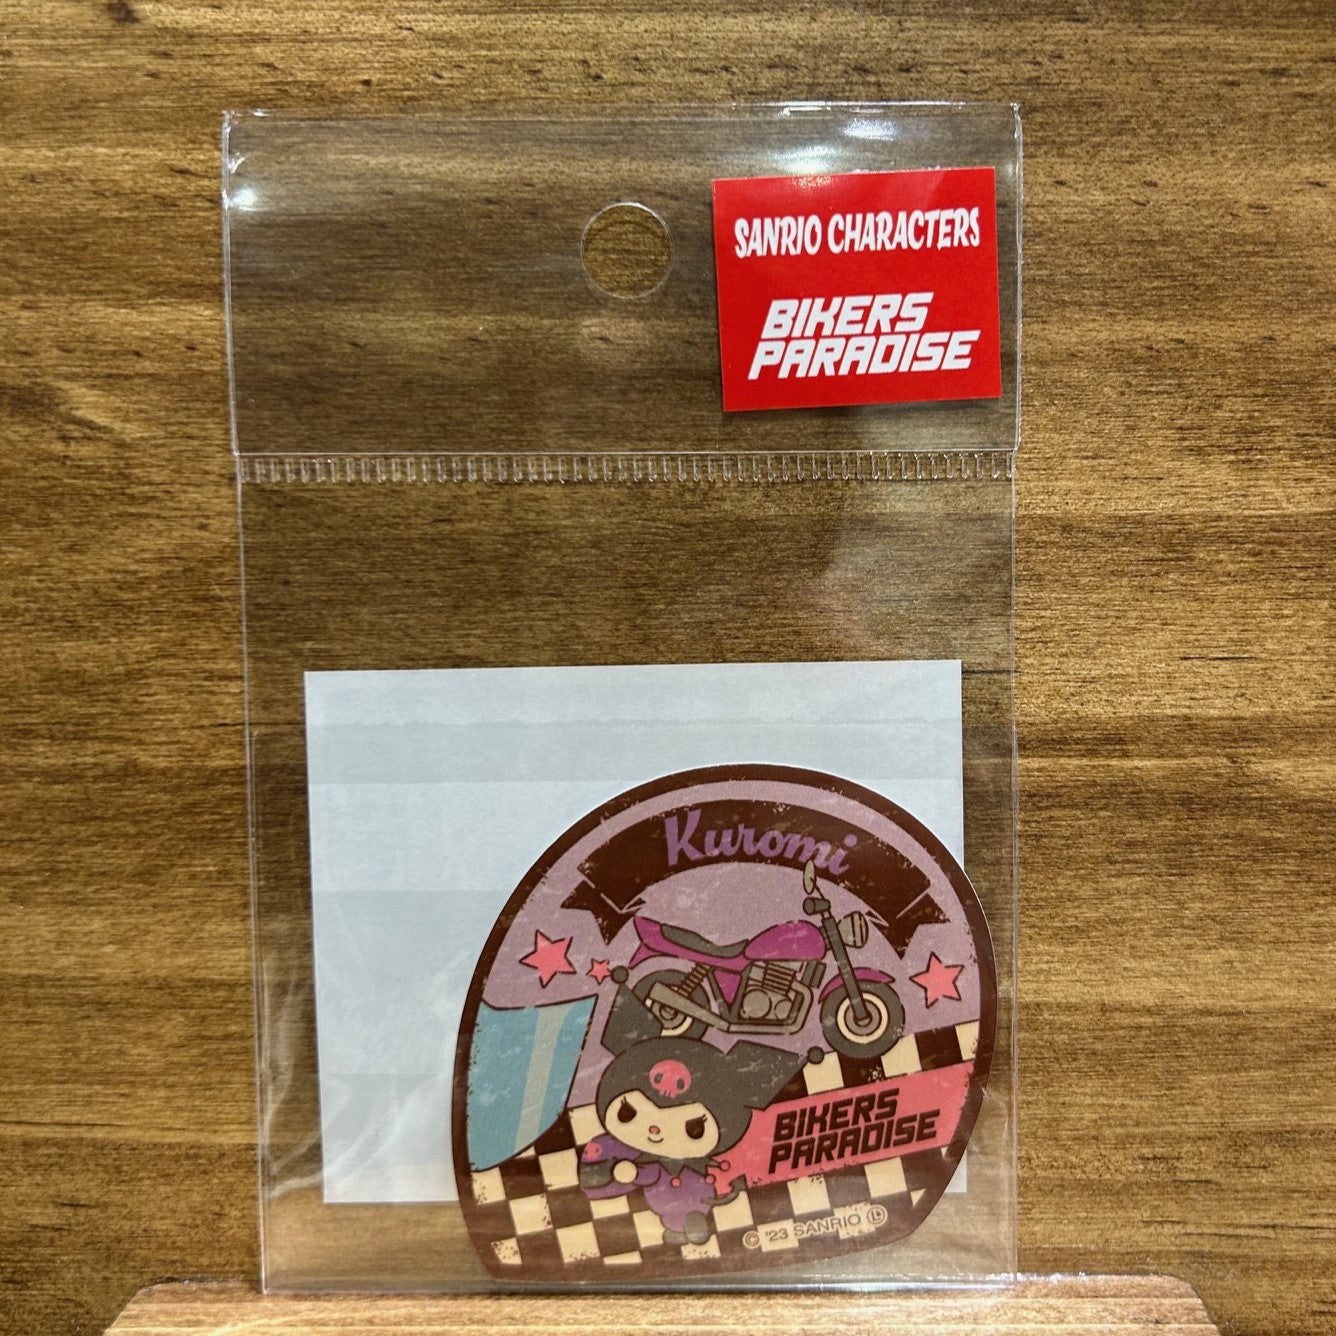 SANRIO CHARACTERS
BIKERS
PARADISE
Kuromi
BIKERS
PARADISE
© '23 SANRIO Ⓛ